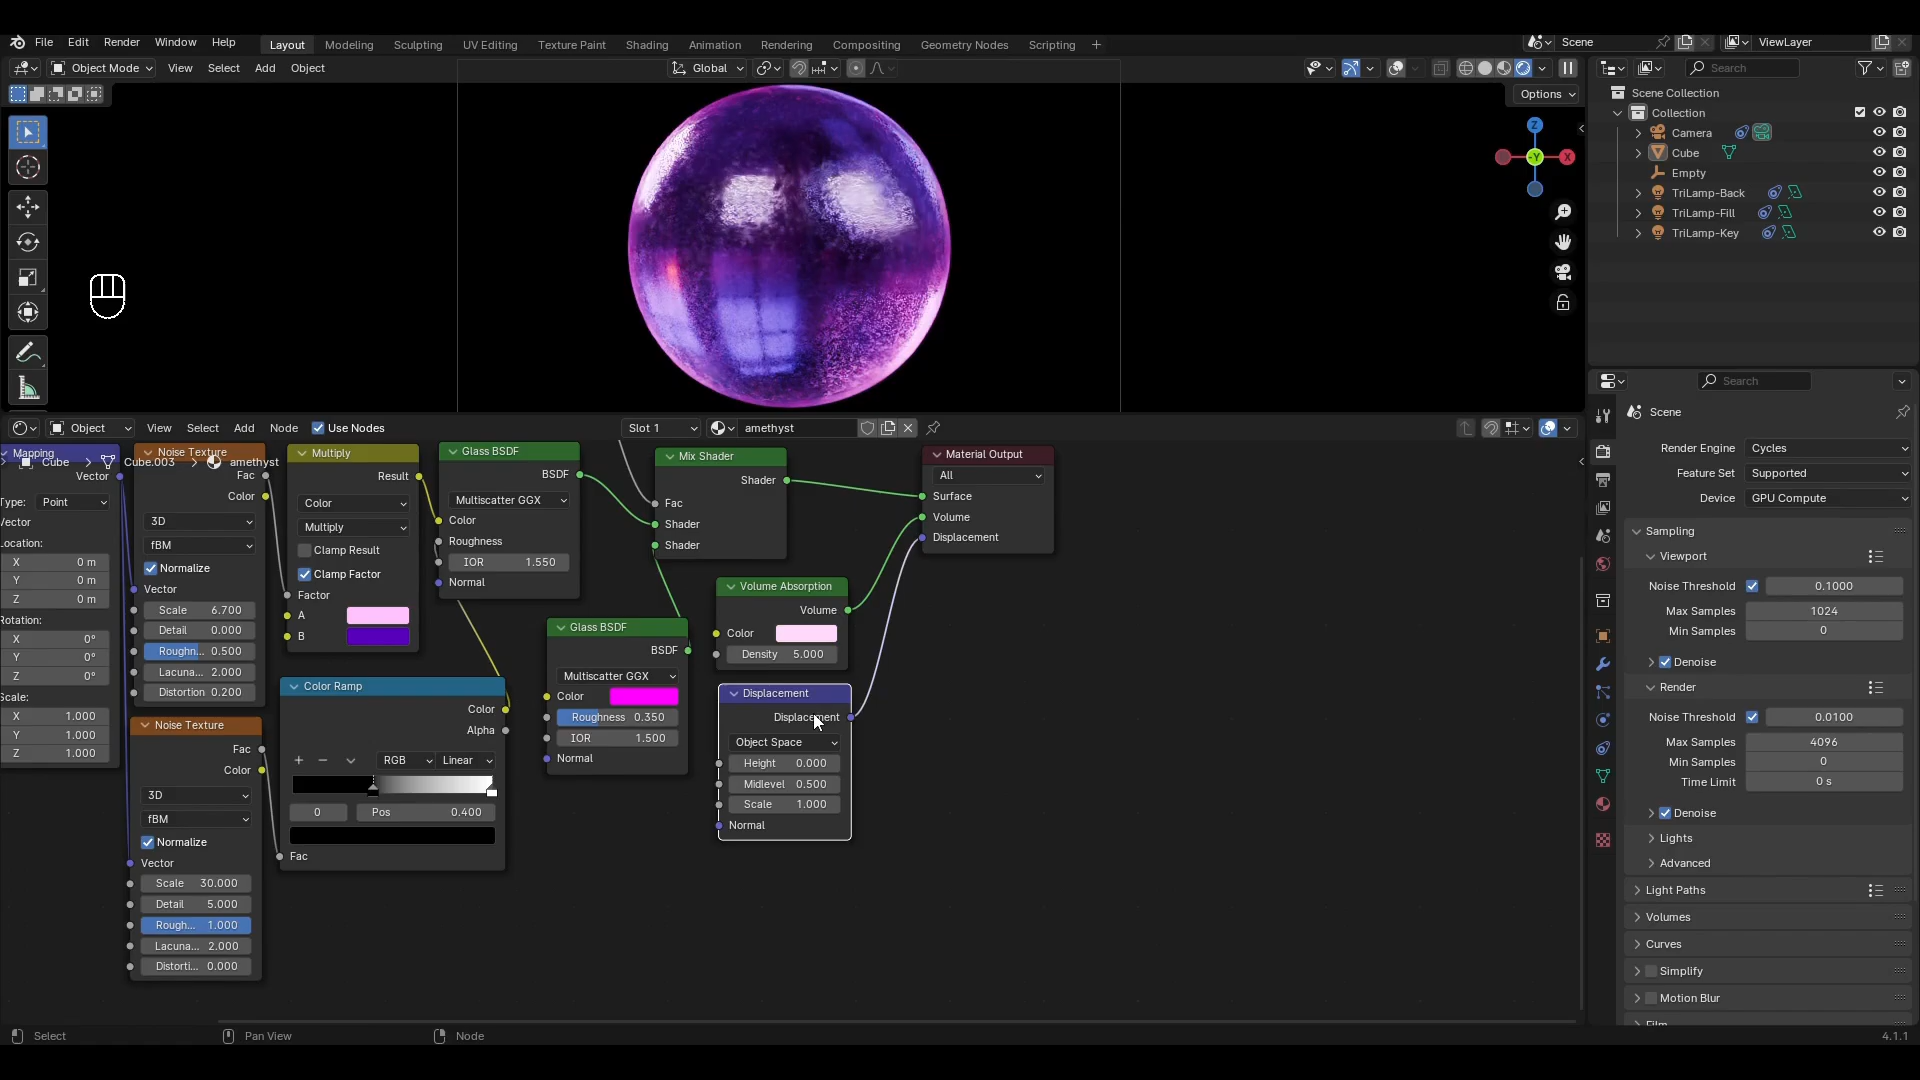 File Edit Render Window Help Layout Modeling Sculpting UV Editing Texture Paint Shading Animation Rendering Compositing Geometry Nodes Scripting + Scene ViewLayer
Object Mode View Select Add Object Global Search
Options
Z
-Y X
Scene Collection
Collection
Camera
Cube
Empty
TriLamp-Back
TriLamp-Fill
TriLamp-Key
Search
Scene
Render Engine Cycles
Feature Set Supported
Device GPU Compute
Sampling
Viewport
Noise Threshold 0.1000
Max Samples 1024
Min Samples 0
Denoise
Render
Noise Threshold 0.0100
Max Samples 4096
Min Samples 0
Time Limit 0 s
Denoise
Lights
Advanced
Light Paths
Volumes
Curves
Simplify
Motion Blur
Film
Object View Select Add Node Use Nodes Slot 1 amethyst
Cube Cube.003 amethyst
Mapping
Vector
Type: Point
Vector
Location:
X 0 m
Y 0 m
Z 0 m
Rotation:
X 0°
Y 0°
Z 0°
Scale:
X 1.000
Y 1.000
Z 1.000
Noise Texture
Fac
Color
3D
fBM
Normalize
Vector
Scale 6.700
Detail 0.000
Roughn... 0.500
Lacuna... 2.000
Distortion 0.200
Noise Texture
Fac
Color
3D
fBM
Normalize
Vector
Scale 30.000
Detail 5.000
Rough... 1.000
Lacuna... 2.000
Distorti... 0.000
Multiply
Result
Color
Multiply
Clamp Result
Clamp Factor
Factor
A
B
Color Ramp
Color
Alpha
+ − RGB Linear
0 Pos 0.400
Fac
Glass BSDF
BSDF
Multiscatter GGX
Color
Roughness
IOR 1.550
Normal
Glass BSDF
BSDF
Multiscatter GGX
Color
Roughness 0.350
IOR 1.500
Normal
Mix Shader
Shader
Fac
Shader
Shader
Volume Absorption
Volume
Color
Density 5.000
Displacement
Displacement
Object Space
Height 0.000
Midlevel 0.500
Scale 1.000
Normal
Material Output
All
Surface
Volume
Displacement
Select Pan View Node 4.1.1